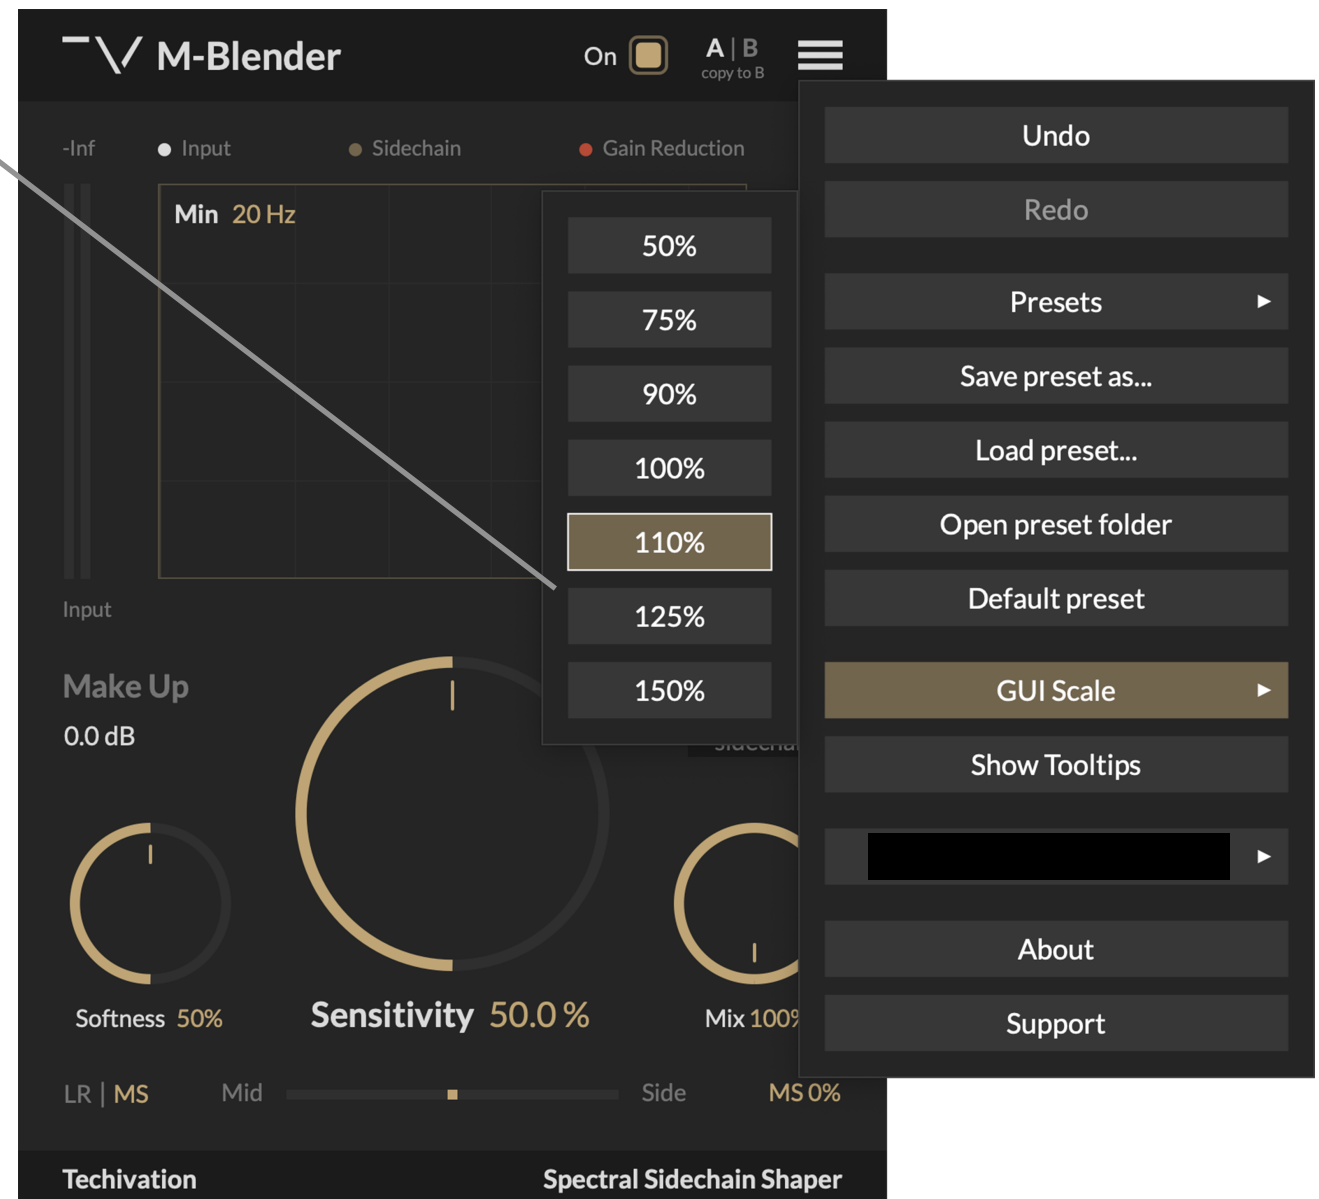 M-Blender
On
A | B
copy to B
-Inf
Input
Sidechain
Gain Reduction
Min 20 Hz
50%
75%
90%
100%
110%
125%
150%
Undo
Redo
Presets
Save preset as...
Load preset...
Open preset folder
Default preset
GUI Scale
Show Tooltips
About
Support
Input
Make Up
0.0 dB
Softness 50%
Sensitivity 50.0 %
Mix 100%
LR | MS
Mid
Side
MS 0%
Techivation
Spectral Sidechain Shaper